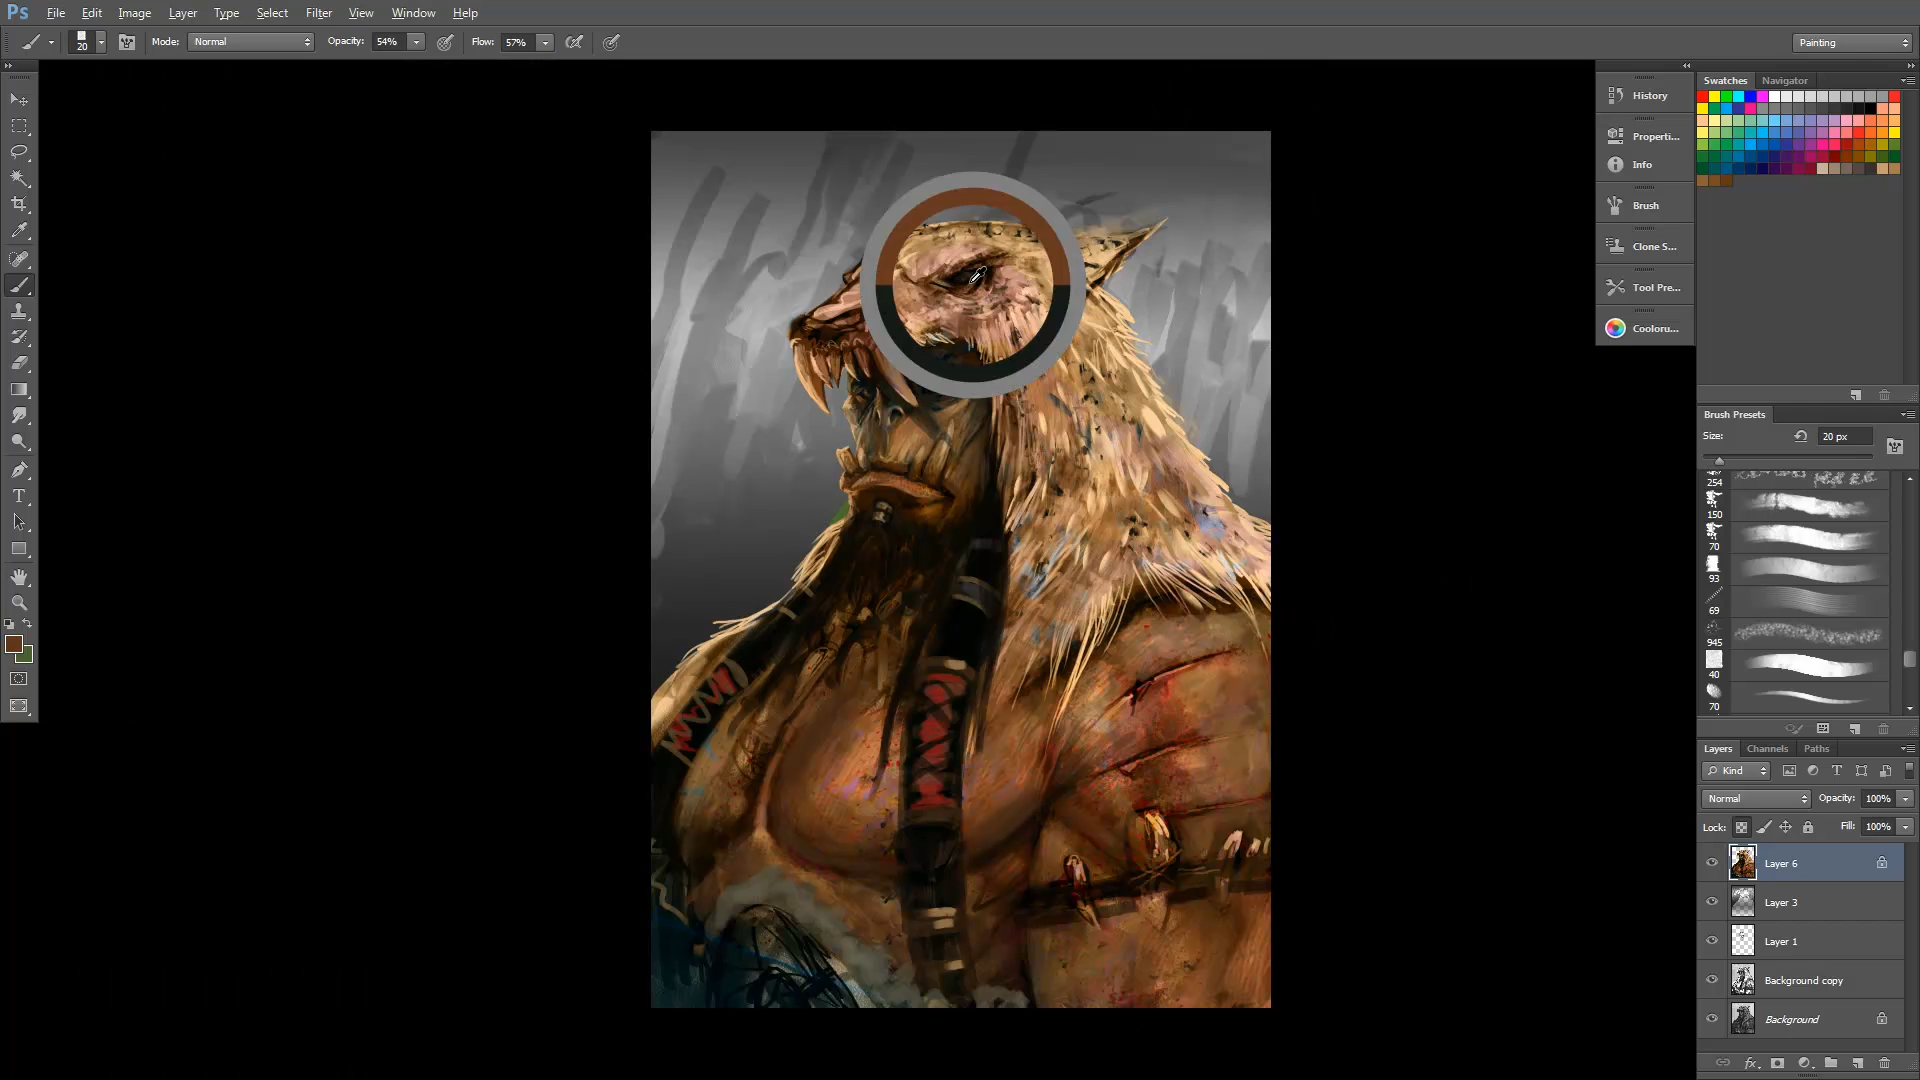 Ps File Edit Image Layer Type Select Filter View Window Help
20 Mode: Normal Opacity: 54% Flow: 57% Painting
History
Properti...
Info
Brush
Clone S...
Tool Pre...
Cooloru...
Swatches Navigator
Brush Presets
Size: 20 px
254
150
70
93
69
945
40
70
Layers Channels Paths
Kind
Normal Opacity: 100%
Lock: Fill: 100%
Layer 6
Layer 3
Layer 1
Background copy
Background
T